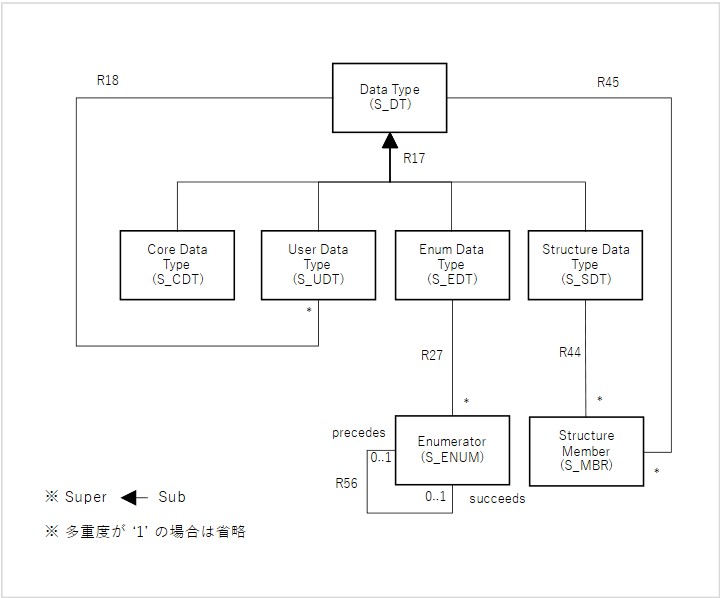 R18
Data Type
(S_DT)
R45
R17
Core Data
Type
(S_CDT)
User Data
Type
(S_UDT)
Enum Data
Type
(S_EDT)
Structure Data
Type
(S_SDT)
*
R27
R44
*
*
precedes
0..1
Enumerator
(S_ENUM)
Structure
Member
(S_MBR)
*
R56
0..1
succeeds
※ Super Sub
※ 多重度が ‘1’ の場合は省略